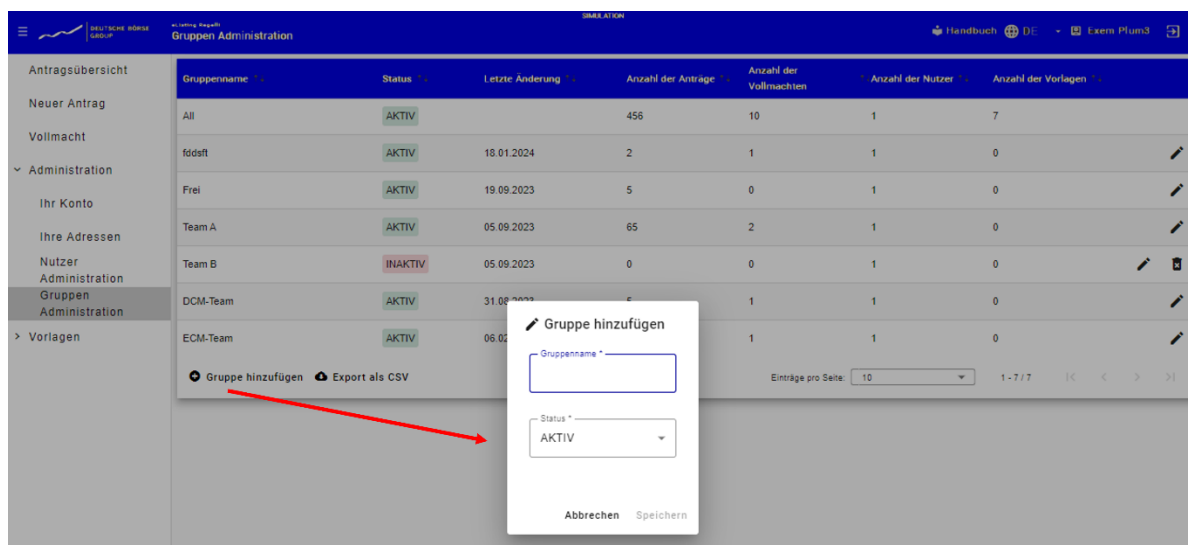 SIMULATION
DEUTSCHE BÖRSE
GROUP
eListing Regelft
Gruppen Administration
Handbuch DE Exem Plum3
Antragsübersicht
Neuer Antrag
Vollmacht
Administration
Ihr Konto
Ihre Adressen
Nutzer
Administration
Gruppen
Administration
Vorlagen
Gruppenname Status Letzte Änderung Anzahl der Anträge Anzahl der Vollmachten Anzahl der Nutzer Anzahl der Vorlagen
All AKTIV 456 10 1 7
fddsft AKTIV 18.01.2024 2 1 1 0
Frei AKTIV 19.09.2023 5 0 1 0
Team A AKTIV 05.09.2023 65 2 1 0
Team B INAKTIV 05.09.2023 0 0 1 0
DCM-Team AKTIV 31.08.2023 1 1 0
ECM-Team AKTIV 06.02 1 1 0
Gruppe hinzufügen Export als CSV Einträge pro Seite: 10 1 - 7 / 7
Gruppe hinzufügen
Gruppenname *
Status *
AKTIV
Abbrechen Speichern